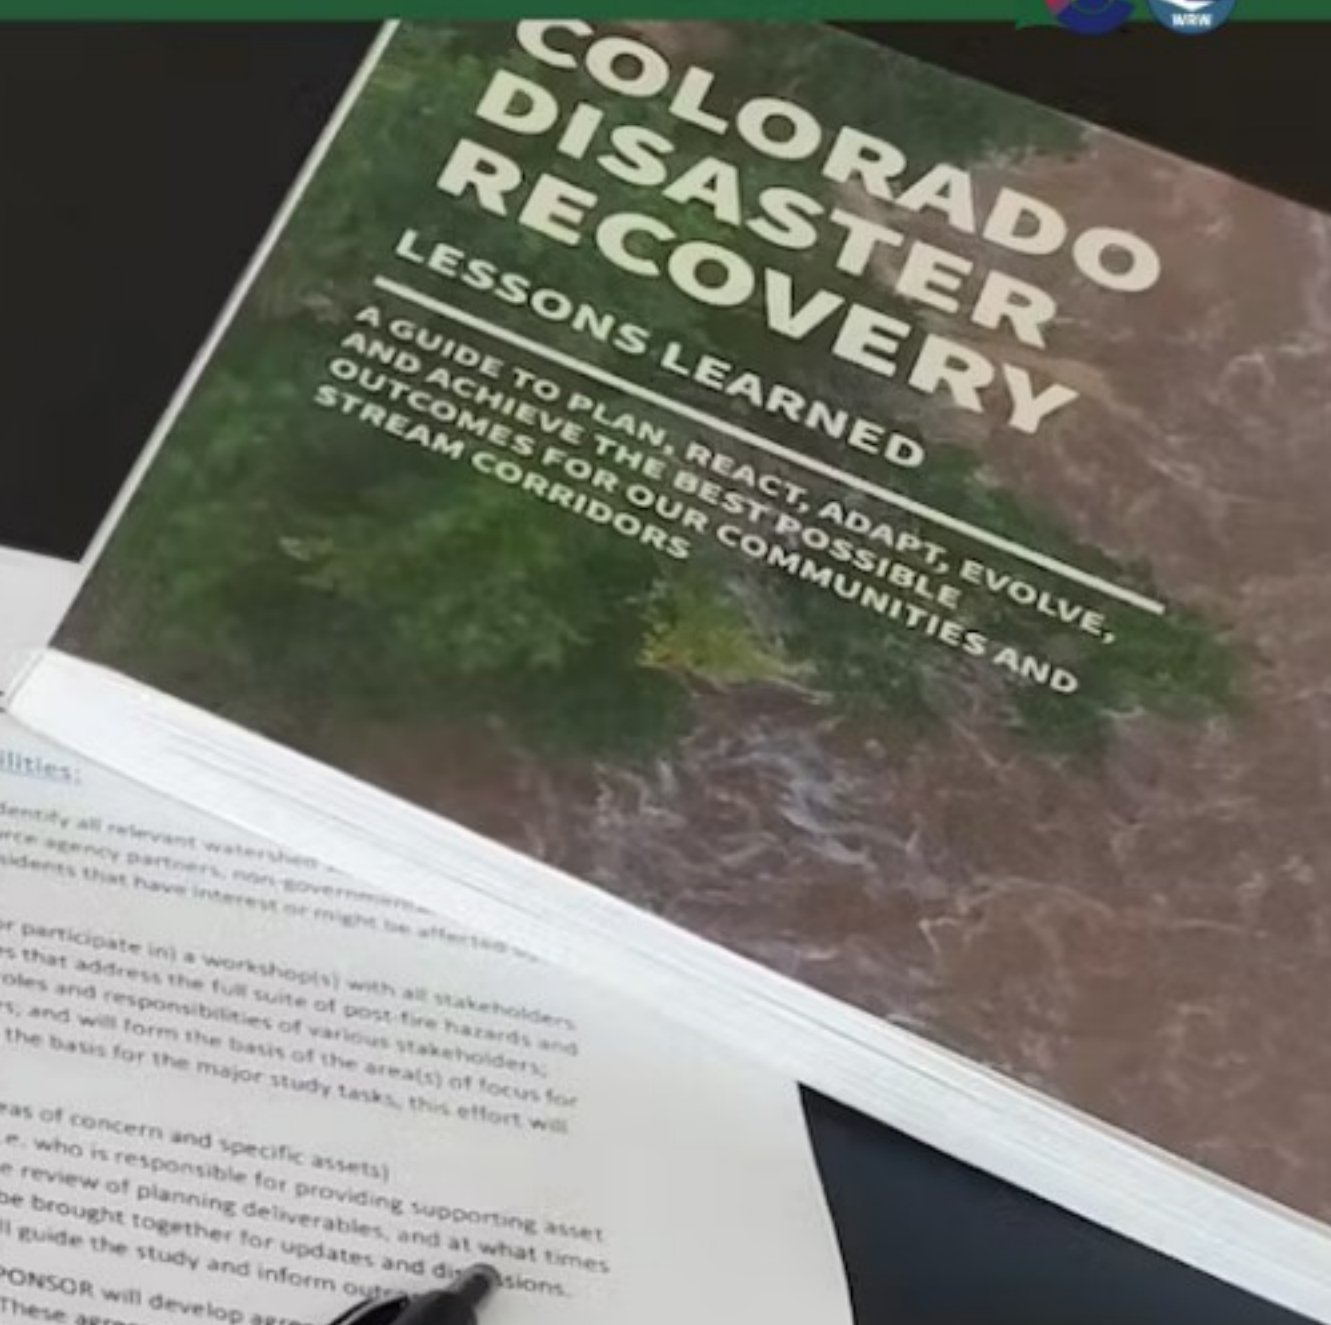 WRW
COLORADO
DISASTER
RECOVERY
LESSONS LEARNED
A GUIDE TO PLAN, REACT, ADAPT, EVOLVE,
AND ACHIEVE THE BEST POSSIBLE
OUTCOMES FOR OUR COMMUNITIES AND
STREAM CORRIDORS
ilities:
dentify all relevant watershed
rce agency partners, non-governmental
sidents that have interest or might be affected by
or participate in) a workshop(s) with all stakeholders
es that address the full suite of post-fire hazards and
roles and responsibilities of various stakeholders;
rs, and will form the basis of the area(s) of focus for
the basis for the major study tasks, this effort will
eas of concern and specific assets)
.e. who is responsible for providing supporting asset
e review of planning deliverables, and at what times
be brought together for updates and
ll guide the study and inform
PONSOR will develop
These